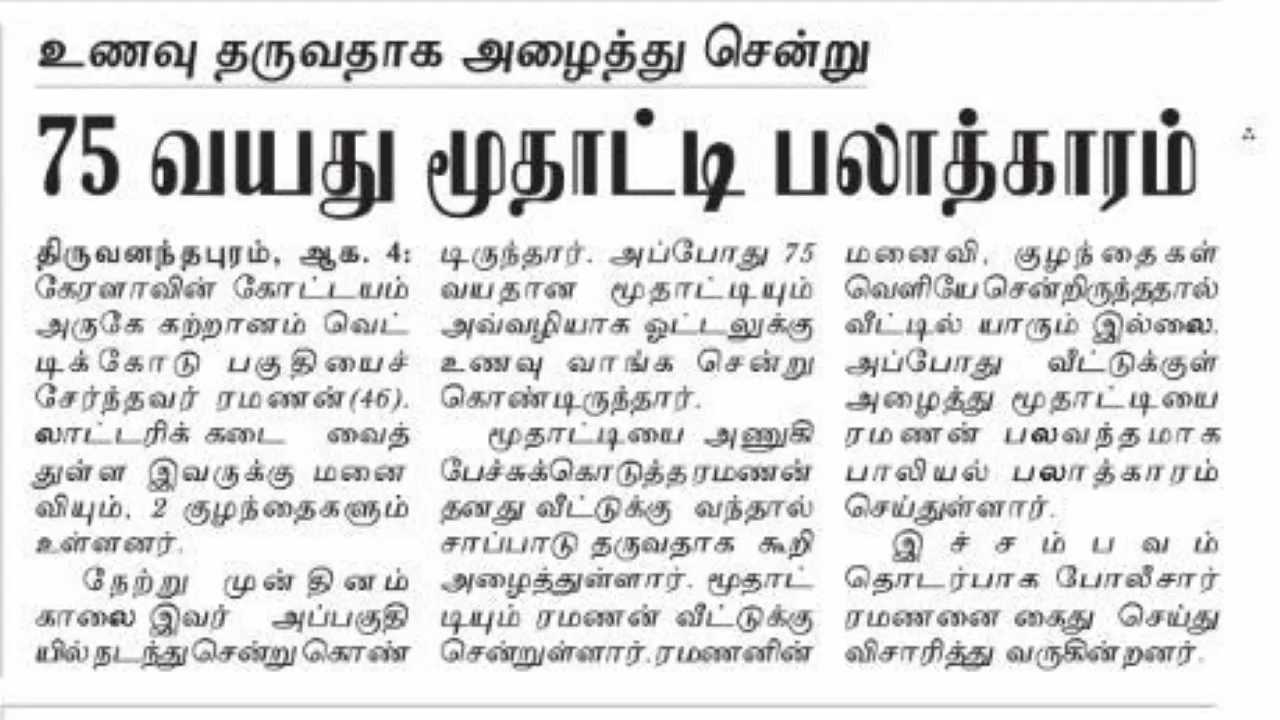 உணவு தருவதாக அழைத்து சென்று
75 வயது மூதாட்டி பலாத்காரம்
திருவனந்தபுரம், ஆக. 4:
கேரளாவின் கோட்டயம்
அருகே கற்றானம் வெட்
டிக்கோடு பகுதியைச்
சேர்ந்தவர் ரமணன்(46).
லாட்டரிக் கடை வைத்
துள்ள இவருக்கு மனை
வியும், 2 குழந்தைகளும்
உள்ளனர்.
நேற்று முன்தினம்
காலை இவர் அப்பகுதி
யில் நடந்து சென்று கொண்
டிருந்தார். அப்போது 75
வயதான மூதாட்டியும்
அவ்வழியாக ஓட்டலுக்கு
உணவு வாங்க சென்று
கொண்டிருந்தார்.
மூதாட்டியை அணுகி
பேச்சுக்கொடுத்த ரமணன்
தனது வீட்டுக்கு வந்தால்
சாப்பாடு தருவதாக கூறி
அழைத்துள்ளார். மூதாட்
டியும் ரமணன் வீட்டுக்கு
சென்றுள்ளார். ரமணனின்
மனைவி, குழந்தைகள்
வெளியே சென்றிருந்ததால்
வீட்டில் யாரும் இல்லை.
அப்போது வீட்டுக்குள்
அழைத்து மூதாட்டியை
ரமணன் பலவந்தமாக
பாலியல் பலாத்காரம்
செய்துள்ளார்.
இச்சம்பவம்
தொடர்பாக போலீசார்
ரமணனை கைது செய்து
விசாரித்து வருகின்றனர்.